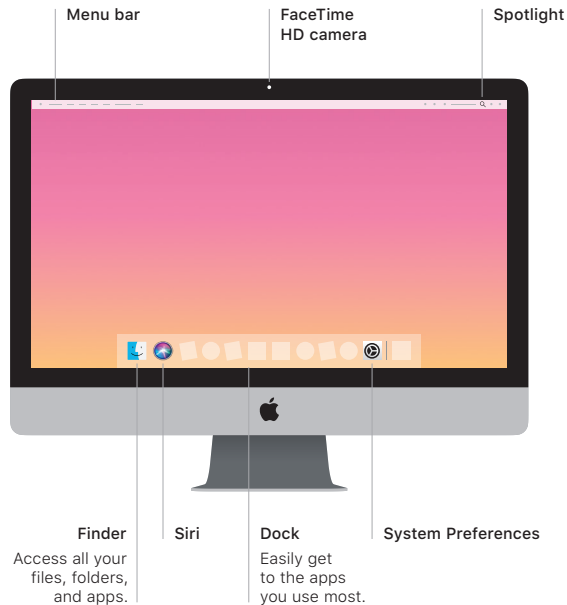 Menu bar
FaceTime
HD camera
Spotlight
Finder
Access all your
files, folders,
and apps.
Siri
Dock
Easily get
to the apps
you use most.
System Preferences